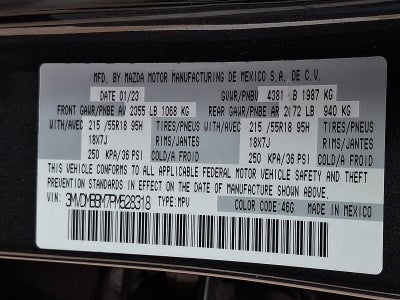 MFD. BY MAZDA MOTOR MANUFACTURING DE MEXICO S.A. DE C.V.
DATE 01/23 GVWR/PNBV 4381 LB 1987 KG
FRONT GAWR/PNBE AV 2355 LB 1068 KG REAR GAWR/PNBE AR 2072 LB 940 KG
WITH/AVEC 215 /55R18 95H TIRES/PNEUS WITH/AVEC 215 /55R18 95H TIRES/PNEUS
18X7J RIMS/JANTES 18X7J RIMS/JANTES
250 KPA/36 PSI COLD/A FROID 250 KPA/36 PSI COLD/A FROID
THIS VEHICLE CONFORMS TO ALL APPLICABLE FEDERAL MOTOR VEHICLE SAFETY AND THEFT
PREVENTION STANDARDS IN EFFECT ON THE DATE OF MANUFACTURE SHOWN ABOVE.
VIN: 3MVDMBBM7PM528318 TYPE:MPV COLOR CODE:46G MADE IN MEXICO